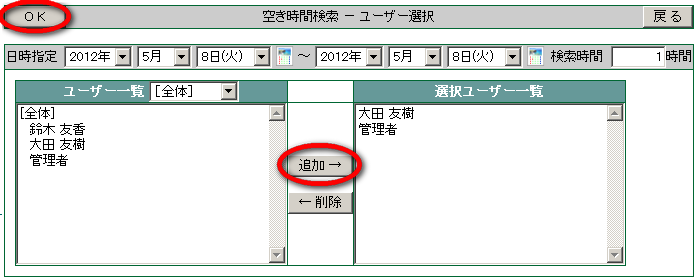 OK 空き時間検索 － ユーザー選択 戻る
日時指定 2012年 5月 8日(火) ～ 2012年 5月 8日(火) 検索時間 1 時間
ユーザー一覧 [全体] 選択ユーザー一覧
[全体]
鈴木 友香
大田 友樹
管理者
大田 友樹
管理者
追加→
←削除